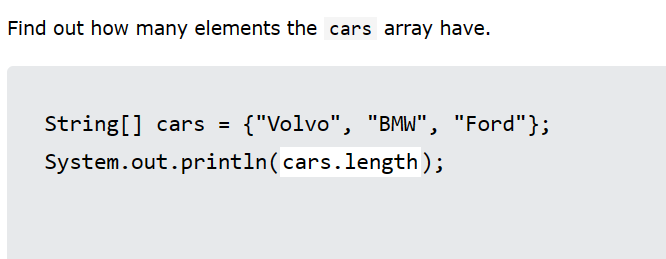 Find out how many elements the cars array have.
String[] cars = {"Volvo", "BMW", "Ford"};
System.out.println(cars.length);